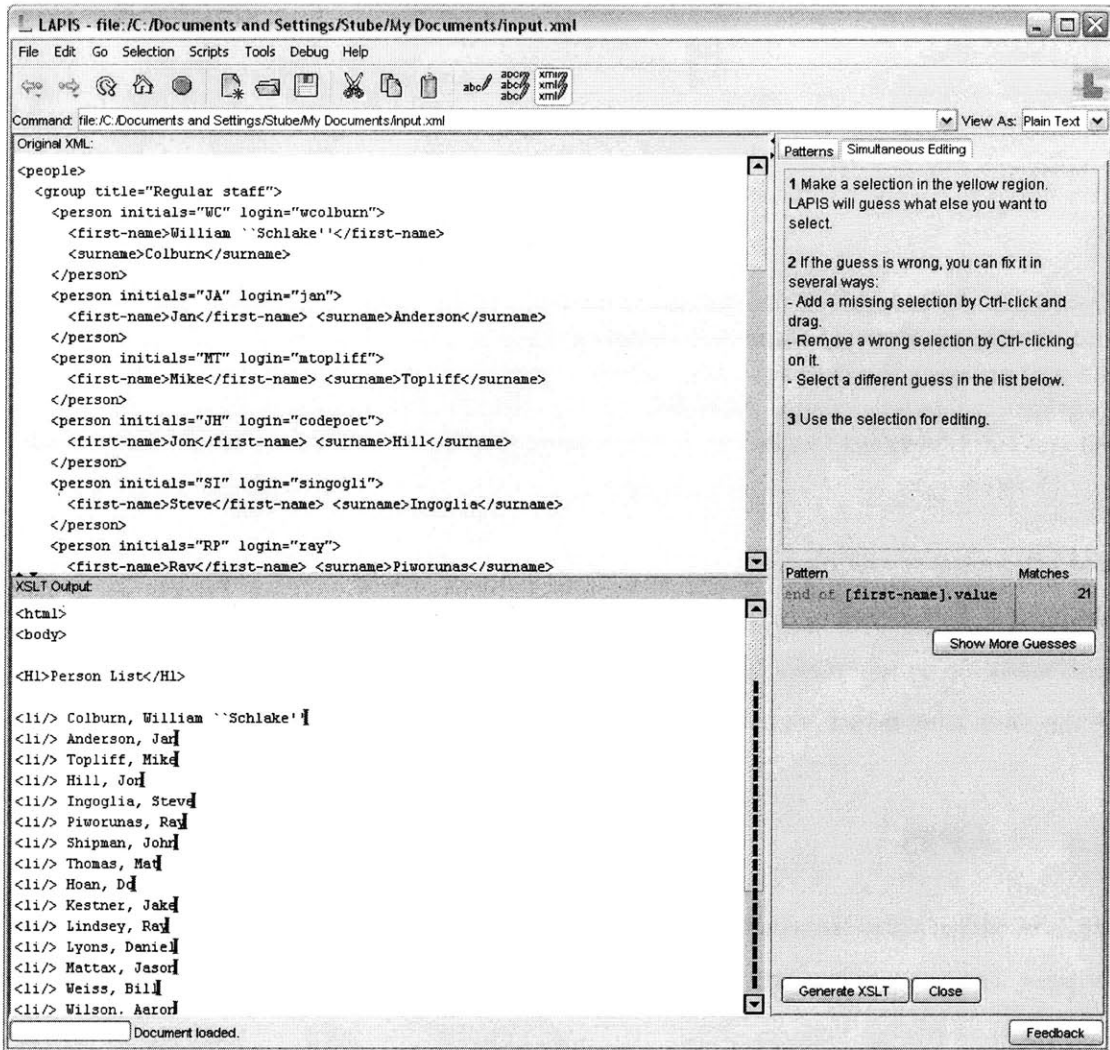 LAPIS - file:/C:/Documents and Settings/Stube/My Documents/input.xml
File Edit Go Selection Scripts Tools Debug Help
Command: file:/C:/Documents and Settings/Stube/My Documents/input.xml View As: Plain Text
Original XML:
<people>
<group title="Regular staff">
<person initials="WC" login="wcolburn">
<first-name>William ``Schlake''</first-name>
<surname>Colburn</surname>
</person>
<person initials="JA" login="jan">
<first-name>Jan</first-name> <surname>Anderson</surname>
</person>
<person initials="MT" login="mtopliff">
<first-name>Mike</first-name> <surname>Topliff</surname>
</person>
<person initials="JH" login="codepoet">
<first-name>Jon</first-name> <surname>Hill</surname>
</person>
<person initials="SI" login="singogli">
<first-name>Steve</first-name> <surname>Ingoglia</surname>
</person>
<person initials="RP" login="ray">
<first-name>Ray</first-name> <surname>Piworunas</surname>
XSLT Output:
<html>
<body>
<H1>Person List</H1>
<li/> Colburn, William ``Schlake''
<li/> Anderson, Jan
<li/> Topliff, Mike
<li/> Hill, Jon
<li/> Ingoglia, Steve
<li/> Piworunas, Ray
<li/> Shipman, John
<li/> Thomas, Mat
<li/> Hoan, Do
<li/> Kestner, Jake
<li/> Lindsey, Ray
<li/> Lyons, Daniel
<li/> Mattax, Jason
<li/> Weiss, Bill
<li/> Wilson, Aaron
Document loaded.
Patterns Simultaneous Editing
1 Make a selection in the yellow region.
LAPIS will guess what else you want to
select.
2 If the guess is wrong, you can fix it in
several ways:
- Add a missing selection by Ctrl-click and
drag.
- Remove a wrong selection by Ctrl-clicking
on it.
- Select a different guess in the list below.
3 Use the selection for editing.
Pattern Matches
end of [first-name].value 21
Show More Guesses
Generate XSLT Close
Feedback